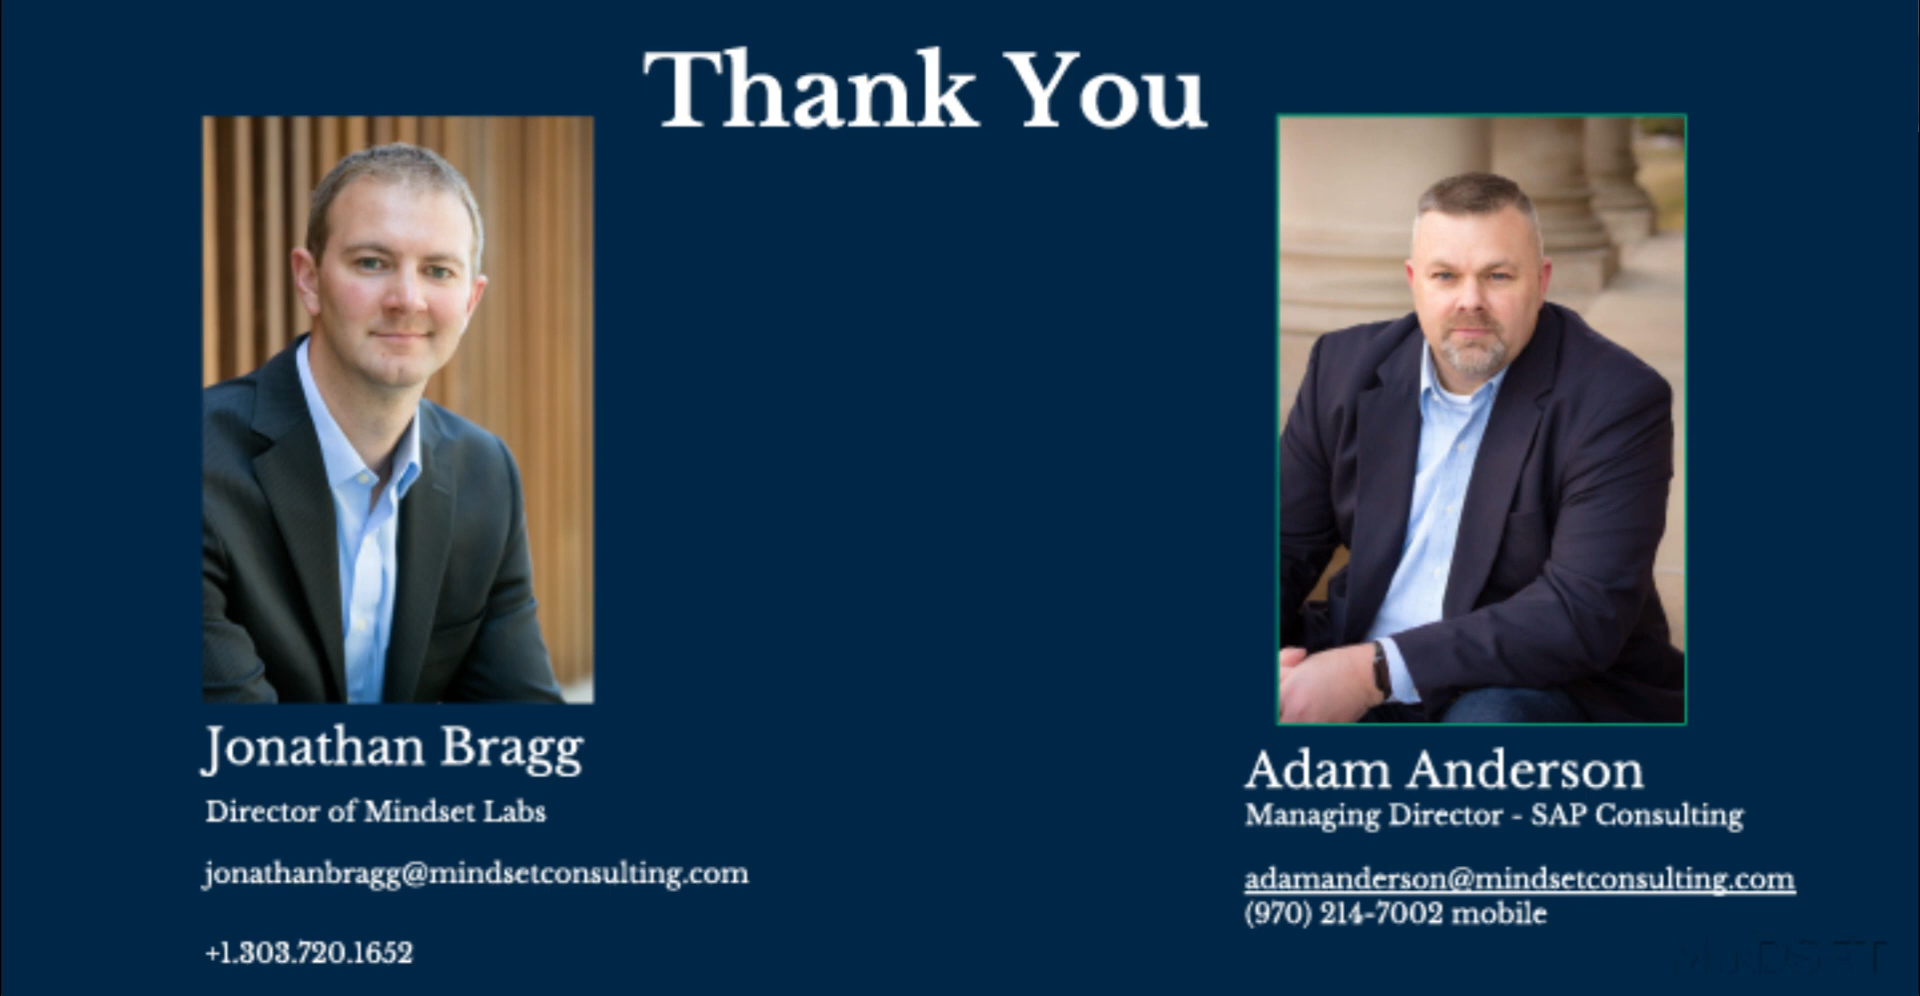 Thank You
Jonathan Bragg
Director of Mindset Labs
jonathanbragg@mindsetconsulting.com
+1.303.720.1652
Adam Anderson
Managing Director - SAP Consulting
adamanderson@mindsetconsulting.com
(970) 214-7002 mobile
MINDSET